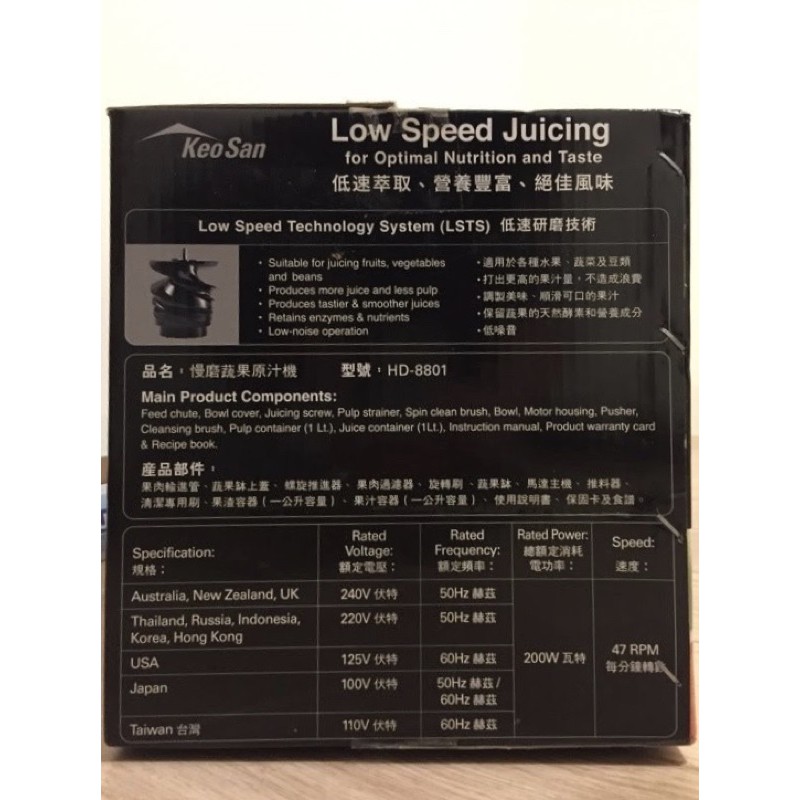 KeoSan
Low Speed Juicing
for Optimal Nutrition and Taste
低速萃取、營養豐富、絕佳風味
Low Speed Technology System (LSTS) 低速研磨技術
• Suitable for juicing fruits, vegetables and beans
• Produces more juice and less pulp
• Produces tastier & smoother juices
• Retains enzymes & nutrients
• Low-noise operation
•適用於各種水果、蔬菜及豆類
•打出更高的果汁量，不造成浪費
•調製美味、順滑可口的果汁
•保留蔬果的天然酵素和營養成分
•低噪音
品名：慢磨蔬果原汁機 型號：HD-8801
Main Product Components:
Feed chute, Bowl cover, Juicing screw, Pulp strainer, Spin clean brush, Bowl, Motor housing, Pusher,
Cleansing brush, Pulp container (1 Lt.), Juice container (1Lt.), Instruction manual, Product warranty card
& Recipe book.
產品部件：
果肉輸進管、蔬果缽上蓋、螺旋推進器、果肉過濾器、旋轉刷、蔬果缽、馬達主機、推料器、
清潔專用刷、果渣容器（一公升容量）、果汁容器（一公升容量）、使用說明書、保固卡及食譜。
Specification:
規格：
Rated Voltage:
額定電壓：
Rated Frequency:
額定頻率：
Rated Power:
總額定消耗
電功率：
Speed:
速度：
Australia, New Zealand, UK 240V 伏特 50Hz 赫茲
Thailand, Russia, Indonesia, Korea, Hong Kong 220V 伏特 50Hz 赫茲
USA 125V 伏特 60Hz 赫茲
Japan 100V 伏特 50Hz 赫茲/ 60Hz 赫茲
Taiwan 台灣 110V 伏特 60Hz 赫茲
200W 瓦特
47 RPM
每分鐘轉數